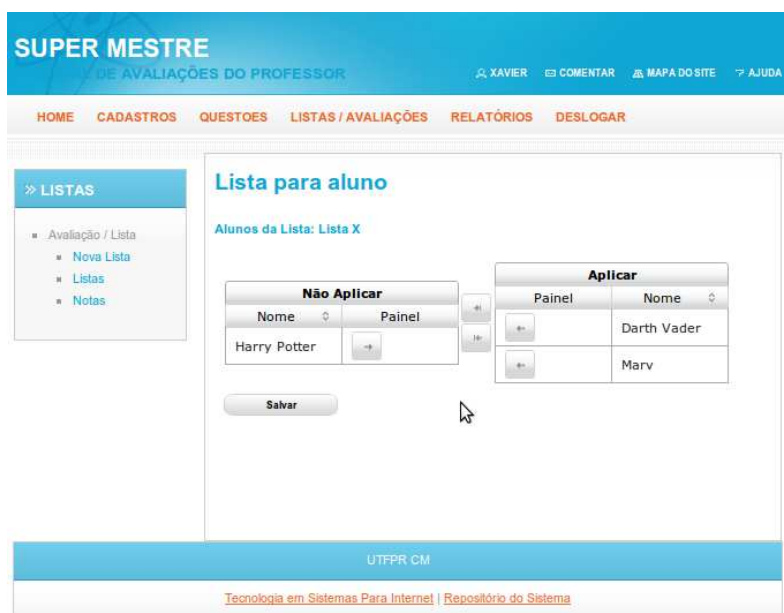 SUPER MESTRE
DE AVALIAÇÕES DO PROFESSOR
XAVIER COMENTAR MAPA DO SITE AJUDA
HOME CADASTROS QUESTOES LISTAS / AVALIAÇÕES RELATÓRIOS DESLOGAR
» LISTAS
Avaliação / Lista
Nova Lista
Listas
Notas
Lista para aluno
Alunos da Lista: Lista X
Não Aplicar
Nome Painel
Harry Potter
Aplicar
Painel Nome
Darth Vader
Marv
Salvar
UTFPR CM
Tecnologia em Sistemas Para Internet | Repositório do Sistema